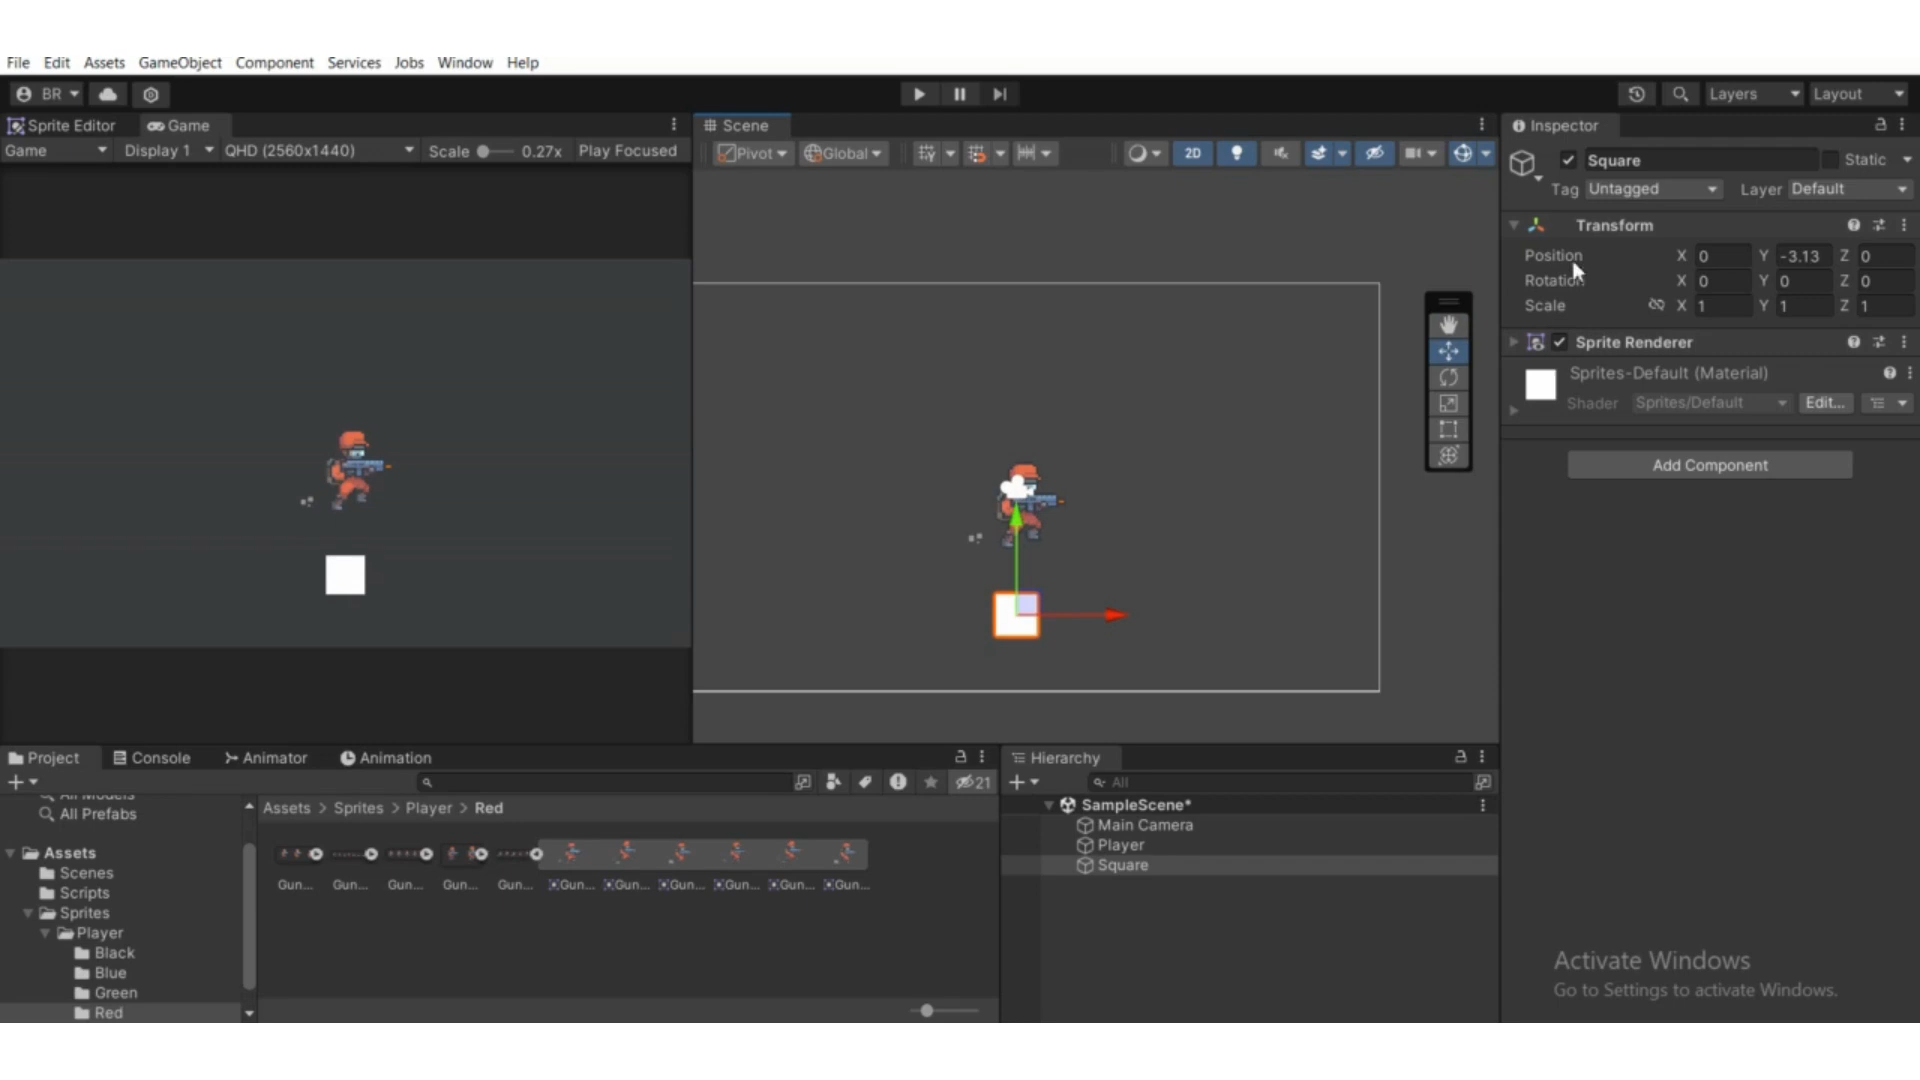 File Edit Assets GameObject Component Services Jobs Window Help
BR
Layers Layout
Sprite Editor Game
Game Display 1 QHD (2560x1440) Scale 0.27x Play Focused
Scene
Pivot Global 2D
Inspector
Square Static
Tag Untagged Layer Default
Transform
Position X 0 Y -3.13 Z 0
Rotation X 0 Y 0 Z 0
Scale X 1 Y 1 Z 1
Sprite Renderer
Sprites-Default (Material)
Shader Sprites/Default Edit...
Add Component
Project Console Animator Animation
21
All Models
All Prefabs
Assets
Scenes
Scripts
Sprites
Player
Black
Blue
Green
Red
Assets > Sprites > Player > Red
Gun... Gun... Gun... Gun... Gun... Gun... Gun... Gun... Gun... Gun... Gun...
Hierarchy
All
SampleScene*
Main Camera
Player
Square
Activate Windows
Go to Settings to activate Windows.